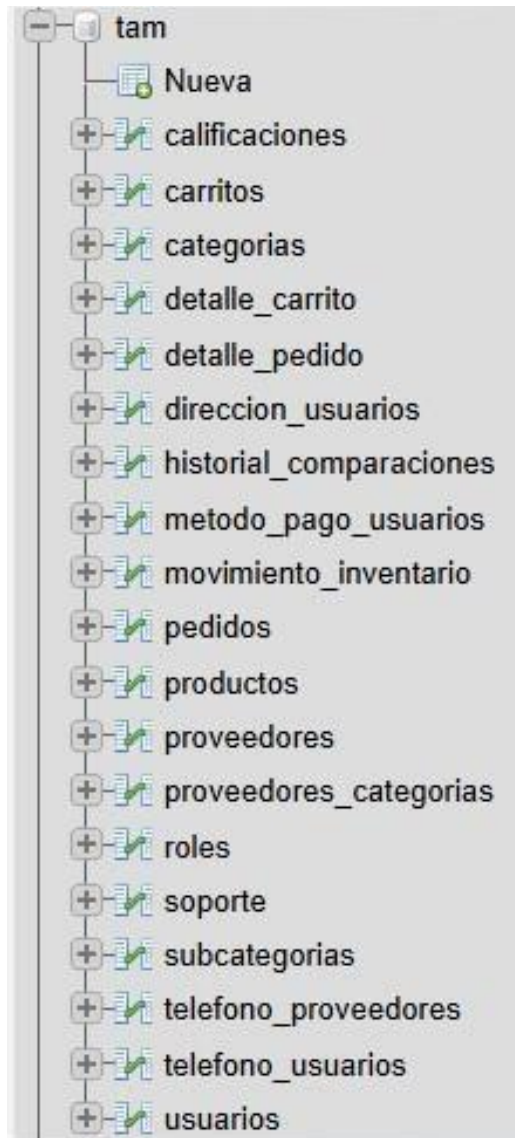 tam
Nueva
calificaciones
carritos
categorias
detalle_carrito
detalle_pedido
direccion_usuarios
historial_comparaciones
metodo_pago_usuarios
movimiento_inventario
pedidos
productos
proveedores
proveedores_categorias
roles
soporte
subcategorias
telefono_proveedores
telefono_usuarios
usuarios